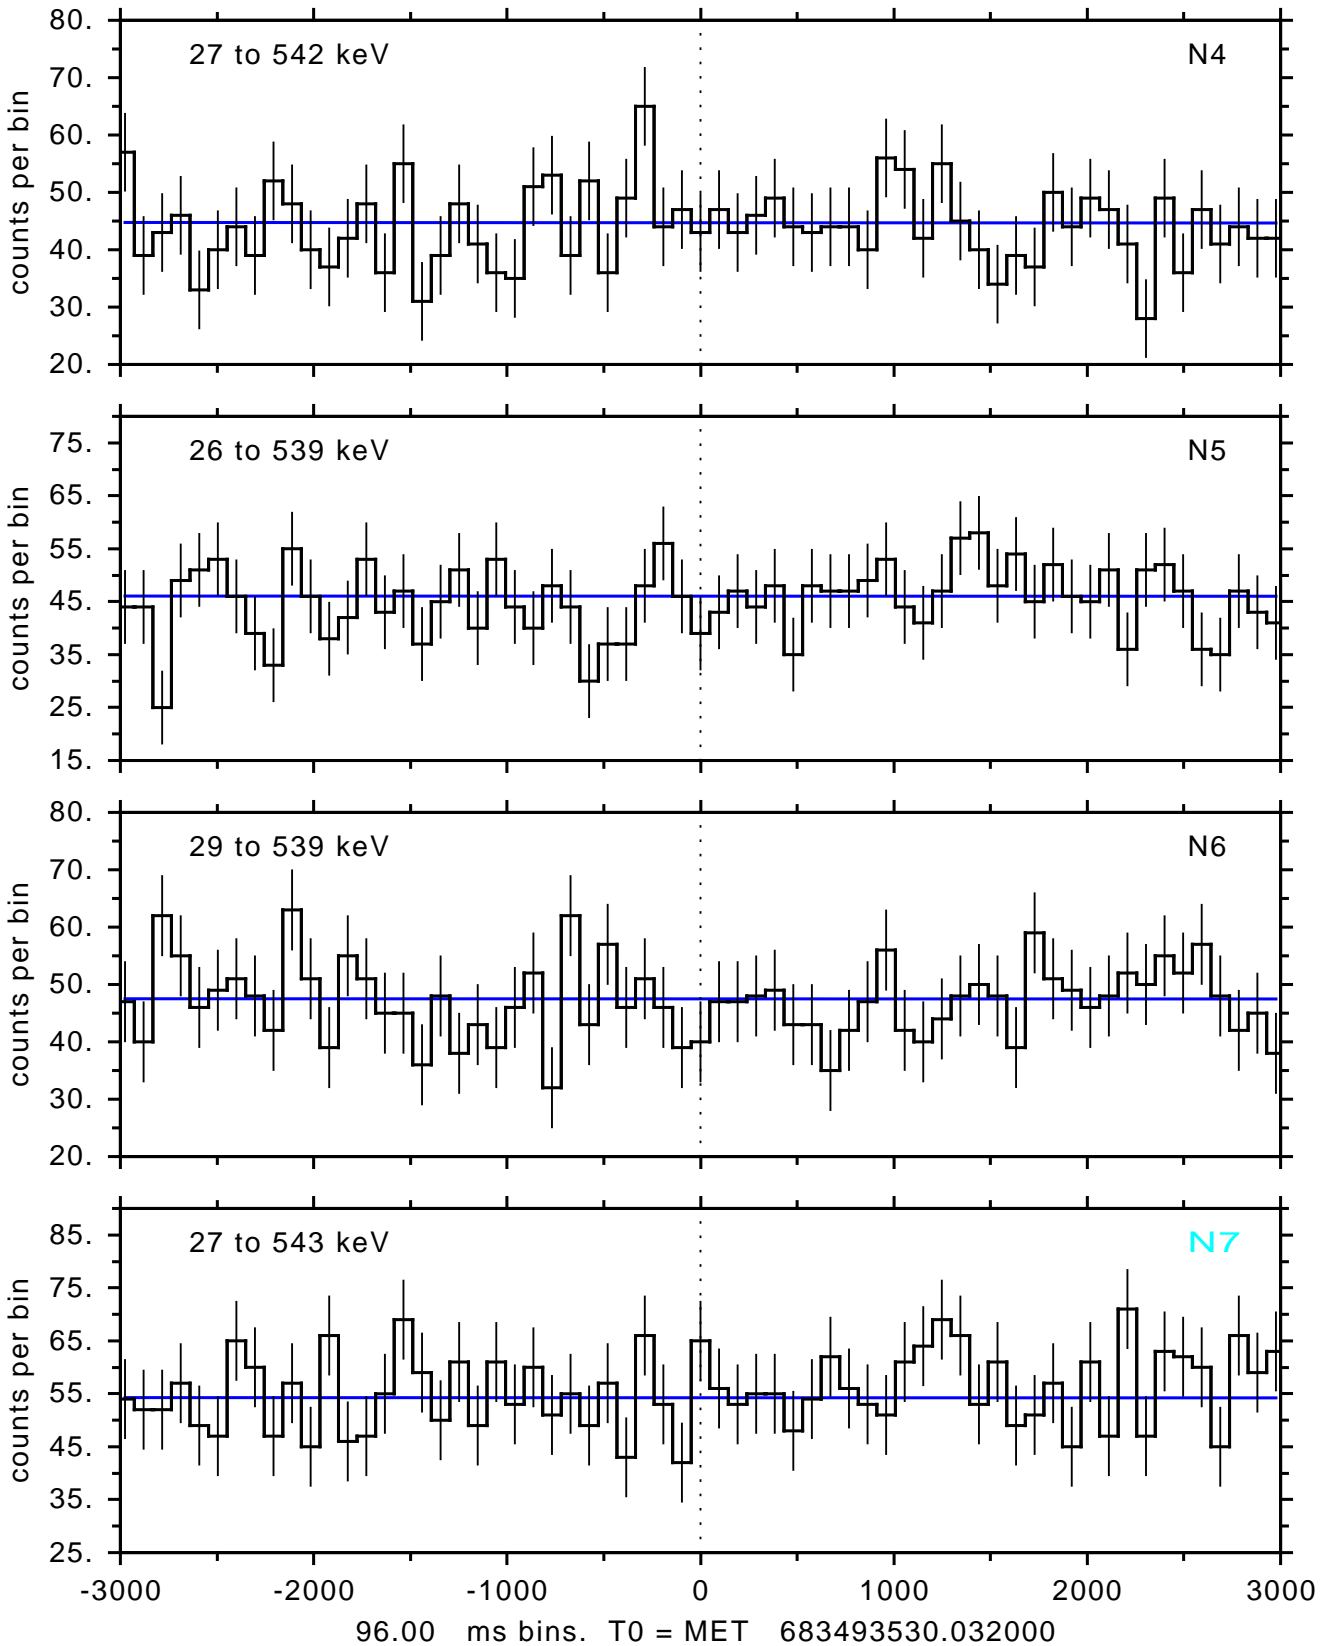 80.
27 to 542 keV N4
70.
60.
50.
40.
30.
20.
counts per bin
75.
26 to 539 keV N5
65.
55.
45.
35.
25.
15.
counts per bin
80.
29 to 539 keV N6
70.
60.
50.
40.
30.
20.
counts per bin
85.
27 to 543 keV N7
75.
65.
55.
45.
35.
25.
counts per bin
-3000 -2000 -1000 0 1000 2000 3000
96.00 ms bins. T0 = MET 683493530.032000